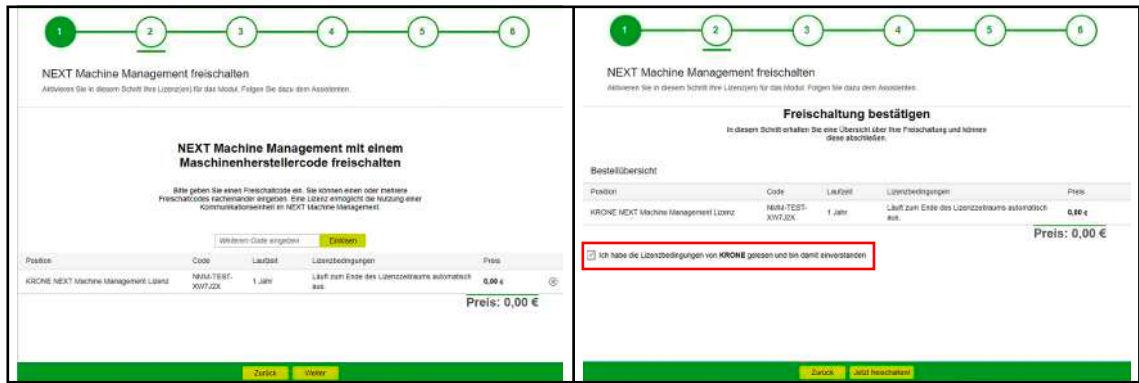 1 2 3 4 5 6
NEXT Machine Management freischalten
Aktivieren Sie in diesem Schritt Ihre Lizenz(en) für das Modul. Folgen Sie dazu dem Assistenten.
NEXT Machine Management mit einem
Maschinenherstellercode freischalten
Bitte geben Sie einen Freischaltcode ein. Sie können einen oder mehrere
Freischaltcodes nacheinander eingeben. Eine Lizenz ermöglicht die Nutzung einer
Kommunikationseinheit im NEXT Machine Management.
Weiteren Code eingeben Einlösen
Position Code Laufzeit Lizenzbedingungen Preis
KRONE NEXT Machine Management Lizenz NMM-TEST-XW7J2X 1 Jahr Läuft zum Ende des Lizenzzeitraums automatisch aus. 0,00 €
Preis: 0,00 €
Zurück Weiter
1 2 3 4 5 6
NEXT Machine Management freischalten
Aktivieren Sie in diesem Schritt Ihre Lizenz(en) für das Modul. Folgen Sie dazu dem Assistenten.
Freischaltung bestätigen
In diesem Schritt erhalten Sie eine Übersicht über Ihre Freischaltung und können
diese abschließen.
Bestellübersicht
Position Code Laufzeit Lizenzbedingungen Preis
KRONE NEXT Machine Management Lizenz NMM-TEST-XW7J2X 1 Jahr Läuft zum Ende des Lizenzzeitraums automatisch aus. 0,00 €
Preis: 0,00 €
Ich habe die Lizenzbedingungen von KRONE gelesen und bin damit einverstanden
Zurück Jetzt freischalten!